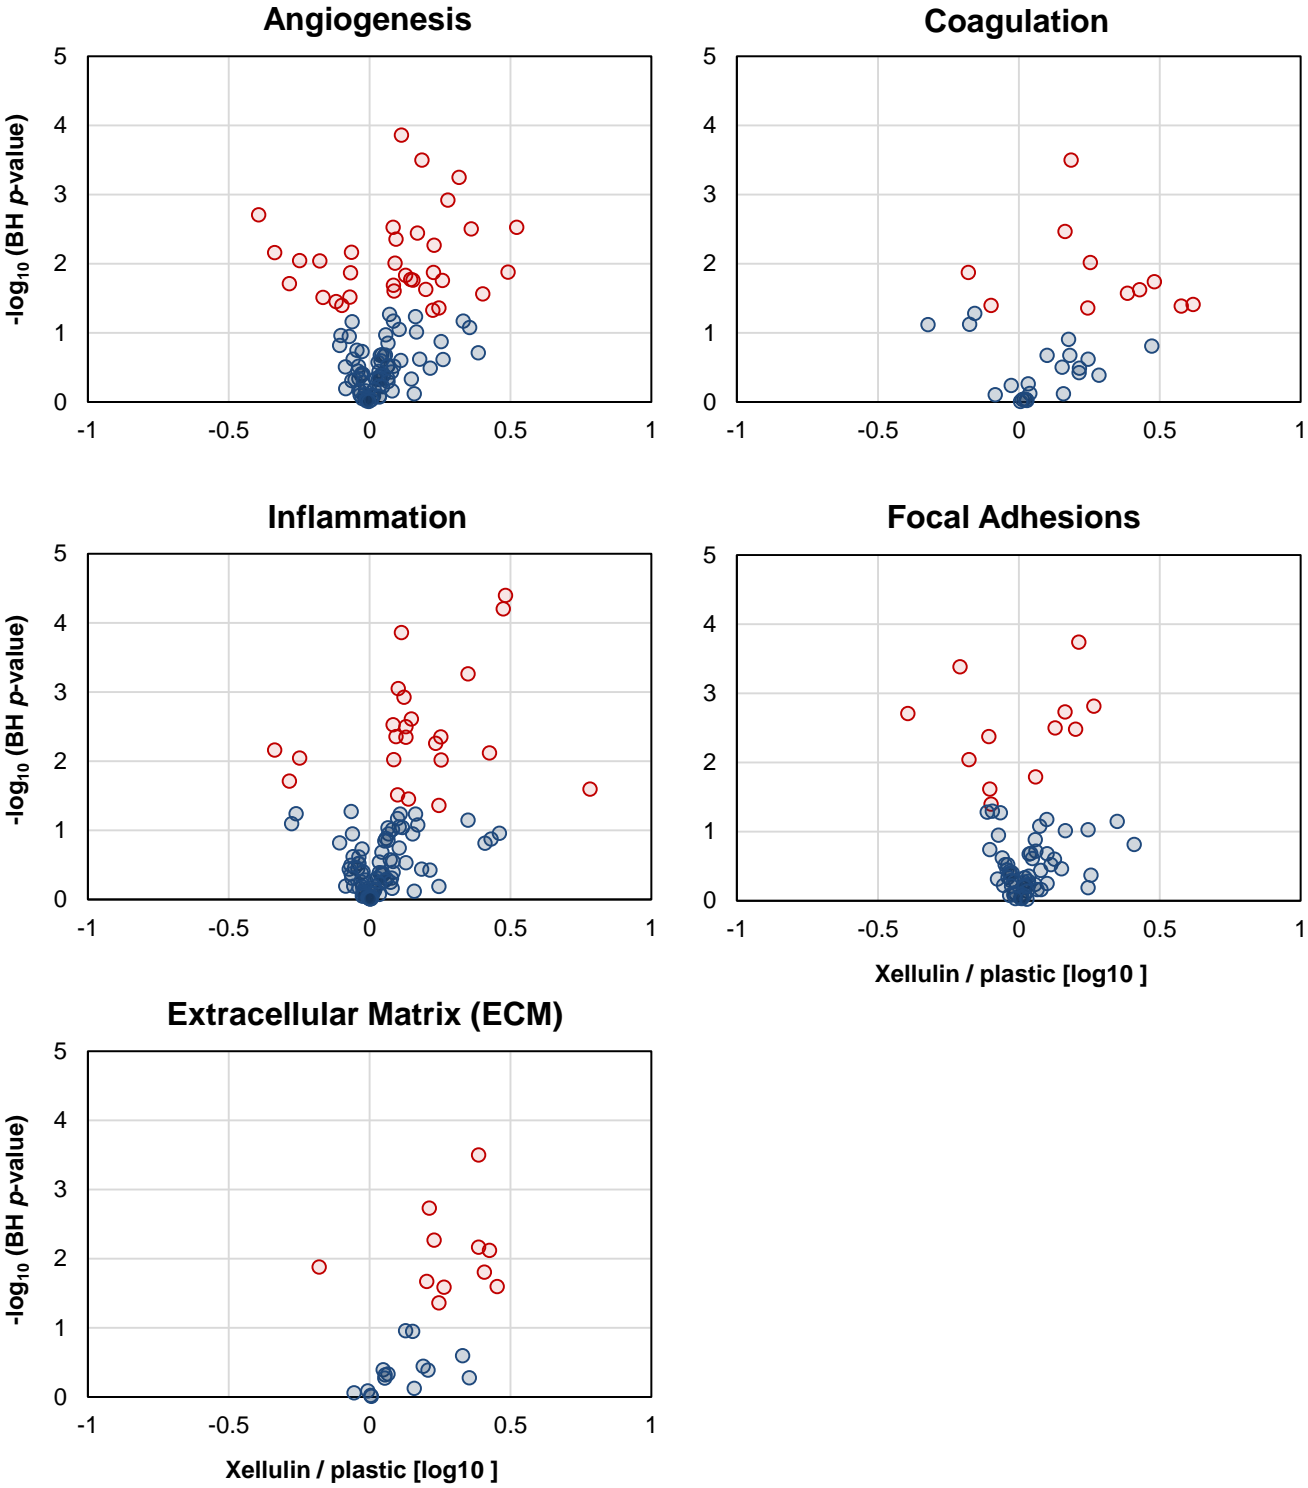 Angiogenesis
Coagulation
5
4
3
2
1
0
-log10 (BH p-value)
-1 -0.5 0 0.5 1
5
4
3
2
1
0
-1 -0.5 0 0.5 1
Inflammation
Focal Adhesions
5
4
3
2
1
0
-log10 (BH p-value)
-1 -0.5 0 0.5 1
5
4
3
2
1
0
-1 -0.5 0 0.5 1
Xellulin / plastic [log10 ]
Extracellular Matrix (ECM)
5
4
3
2
1
0
-log10 (BH p-value)
-1 -0.5 0 0.5 1
Xellulin / plastic [log10 ]